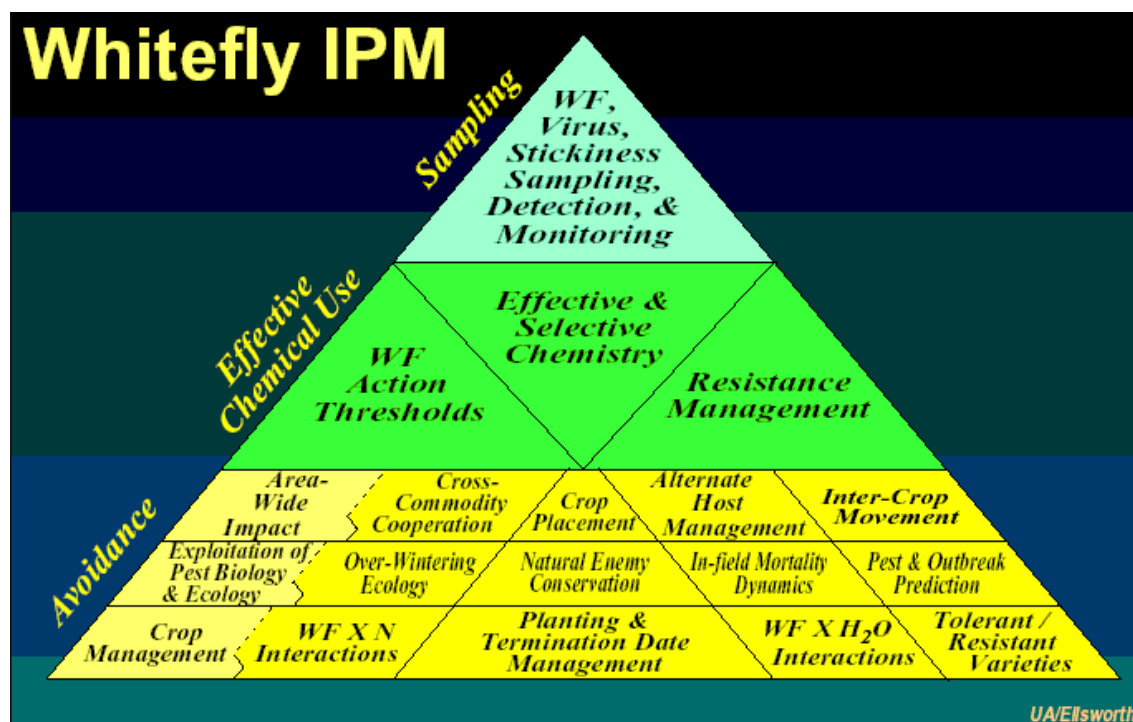 Whitefly IPM
Sampling
WF,
Virus,
Stickiness
Sampling,
Detection, &
Monitoring
Effective
Chemical Use
WF
Action
Thresholds
Effective &
Selective
Chemistry
Resistance
Management
Avoidance
Area-
Wide
Impact
Cross-
Commodity
Cooperation
Crop
Placement
Alternate
Host
Management
Inter-Crop
Movement
Exploitation of
Pest Biology
& Ecology
Over-Wintering
Ecology
Natural Enemy
Conservation
In-field Mortality
Dynamics
Pest & Outbreak
Prediction
Crop
Management
WF X N
Interactions
Planting &
Termination Date
Management
WF X H₂O
Interactions
Tolerant /
Resistant
Varieties
UA/Ellsworth